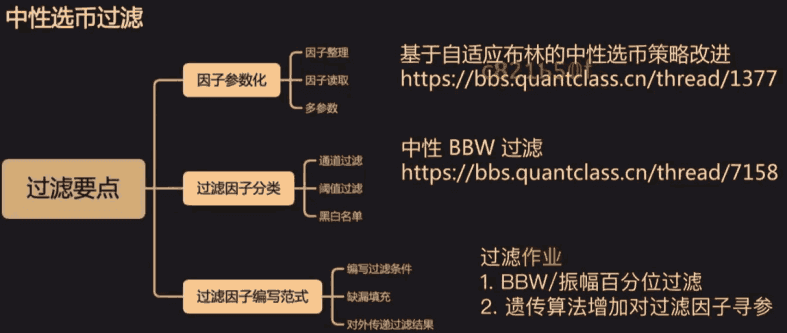 中性选币过滤
过滤要点
因子参数化
因子整理
因子读取
多参数
基于自适应布林的中性选币策略改进
https://bbs.quantclass.cn/thread/1377
过滤因子分类
通道过滤
阈值过滤
黑白名单
中性 BBW 过滤
https://bbs.quantclass.cn/thread/7158
过滤因子编写范式
编写过滤条件
缺漏填充
对外传递过滤结果
过滤作业
1. BBW/振幅百分位过滤
2. 遗传算法增加对过滤因子寻参